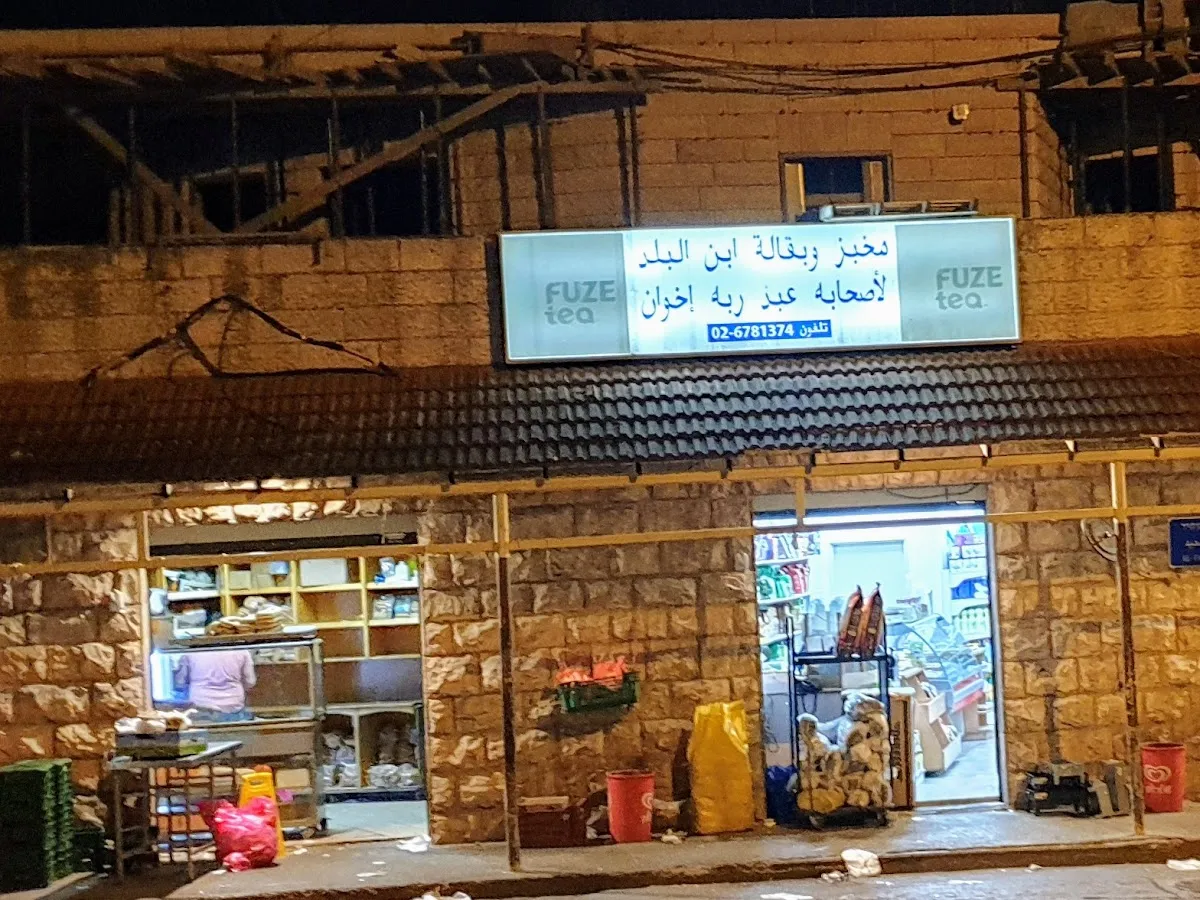 مخبز وبقالة ابن البلد
لأصحابه عبد ربه إخوان
تلفون 02-6781374
FUZE
tea
FUZE
tea